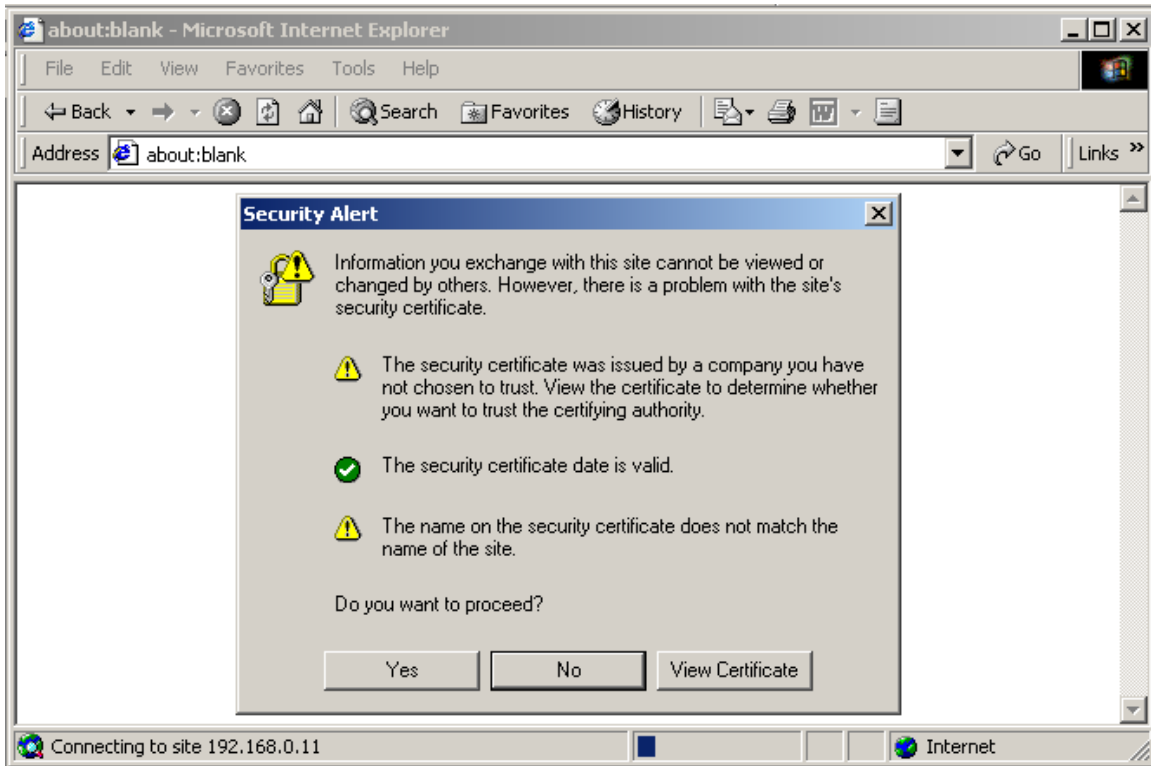 about:blank - Microsoft Internet Explorer
File Edit View Favorites Tools Help
Back Search Favorites History
Address about:blank Go Links »
Security Alert
Information you exchange with this site cannot be viewed or
changed by others. However, there is a problem with the site's
security certificate.
The security certificate was issued by a company you have
not chosen to trust. View the certificate to determine whether
you want to trust the certifying authority.
The security certificate date is valid.
The name on the security certificate does not match the
name of the site.
Do you want to proceed?
Yes No View Certificate
Connecting to site 192.168.0.11 Internet